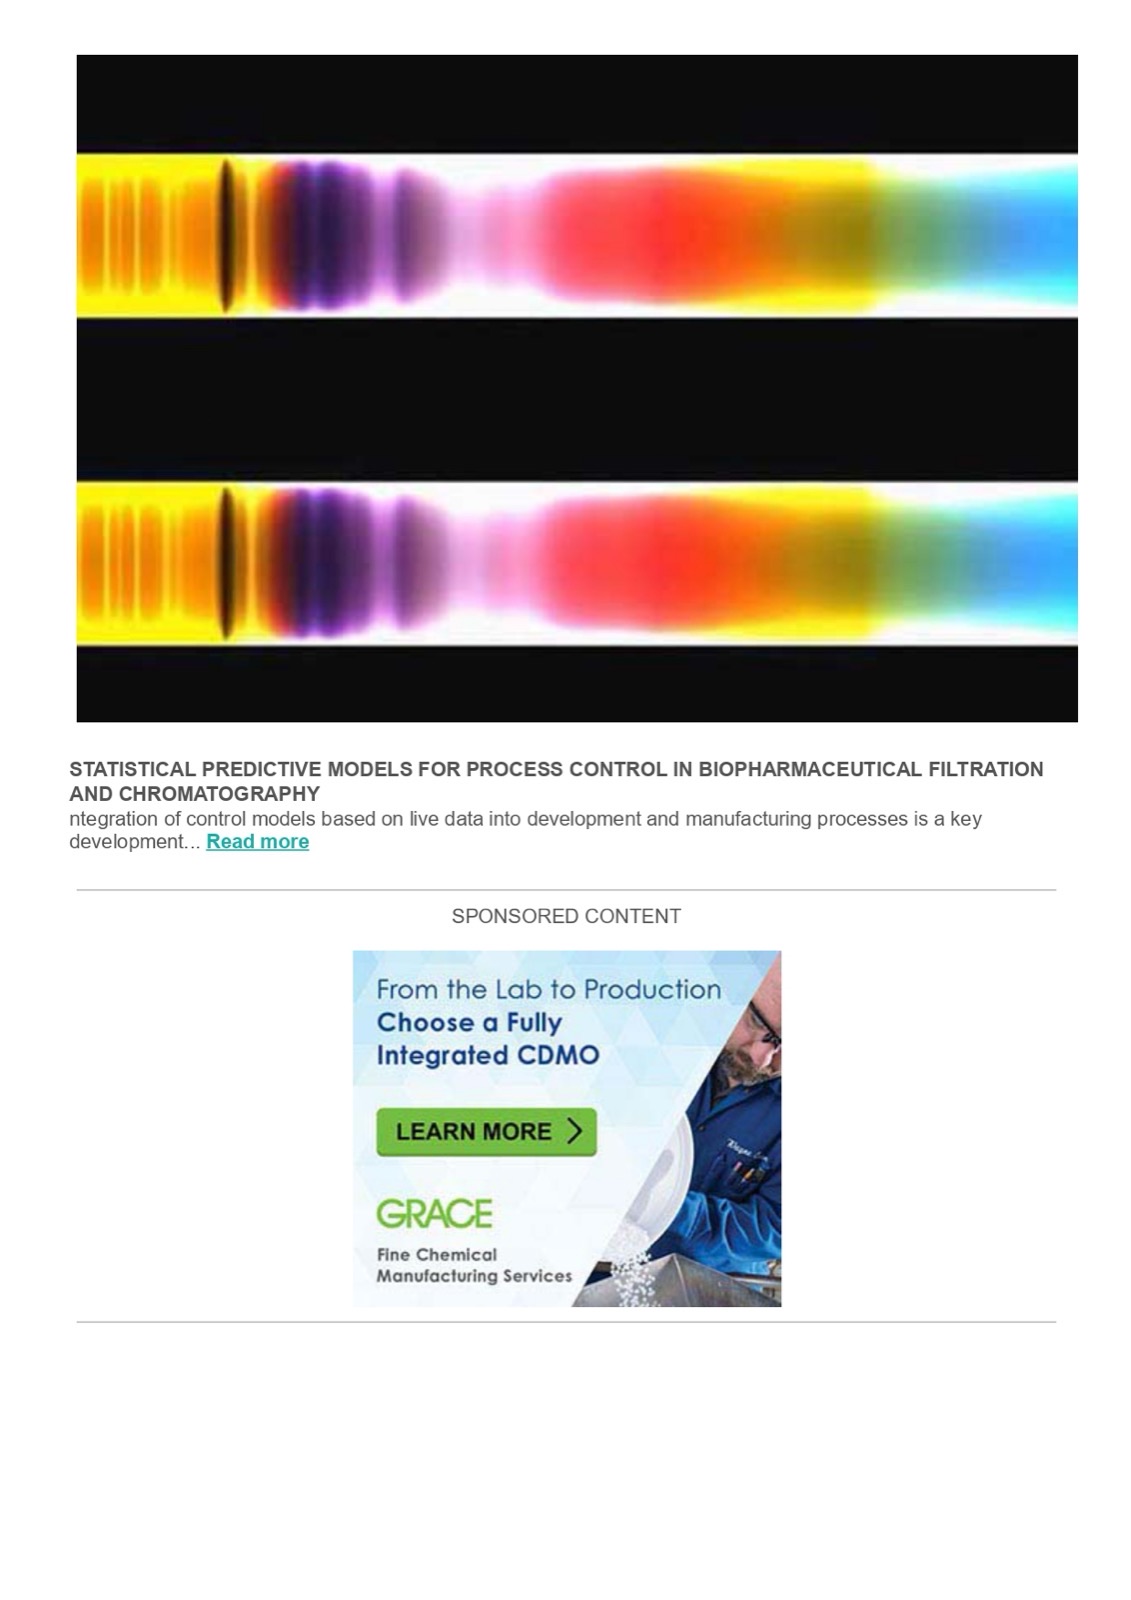 STATISTICAL PREDICTIVE MODELS FOR PROCESS CONTROL IN BIOPHARMACEUTICAL FILTRATION
AND CHROMATOGRAPHY
ntegration of control models based on live data into development and manufacturing processes is a key
development... Read more
SPONSORED CONTENT
From the Lab to Production
Choose a Fully
Integrated CDMO
LEARN MORE
GRACE
Fine Chemical
Manufacturing Services